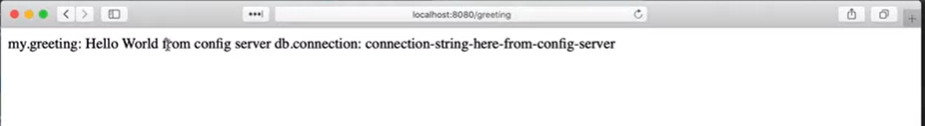 localhost:8080/greeting
my.greeting: Hello World from config server db.connection: connection-string-here-from-config-server